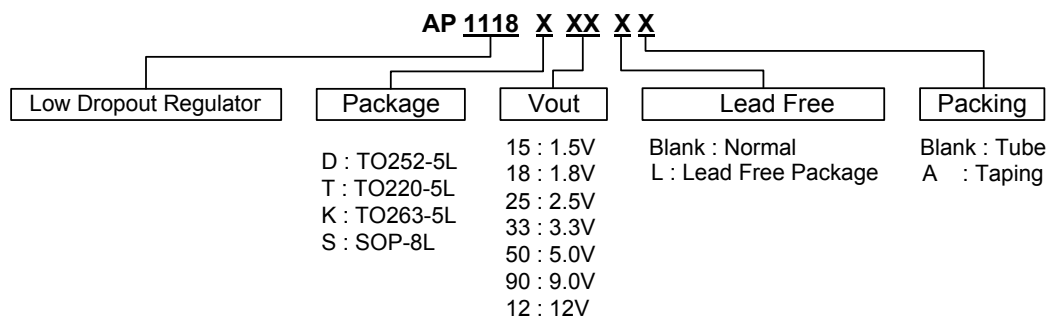 AP 1118 X XX X X
Low Dropout Regulator
Package
Vout
Lead Free
Packing
D : TO252-5L
T : TO220-5L
K : TO263-5L
S : SOP-8L
15 : 1.5V
18 : 1.8V
25 : 2.5V
33 : 3.3V
50 : 5.0V
90 : 9.0V
12 : 12V
Blank : Normal
L : Lead Free Package
Blank : Tube
A : Taping